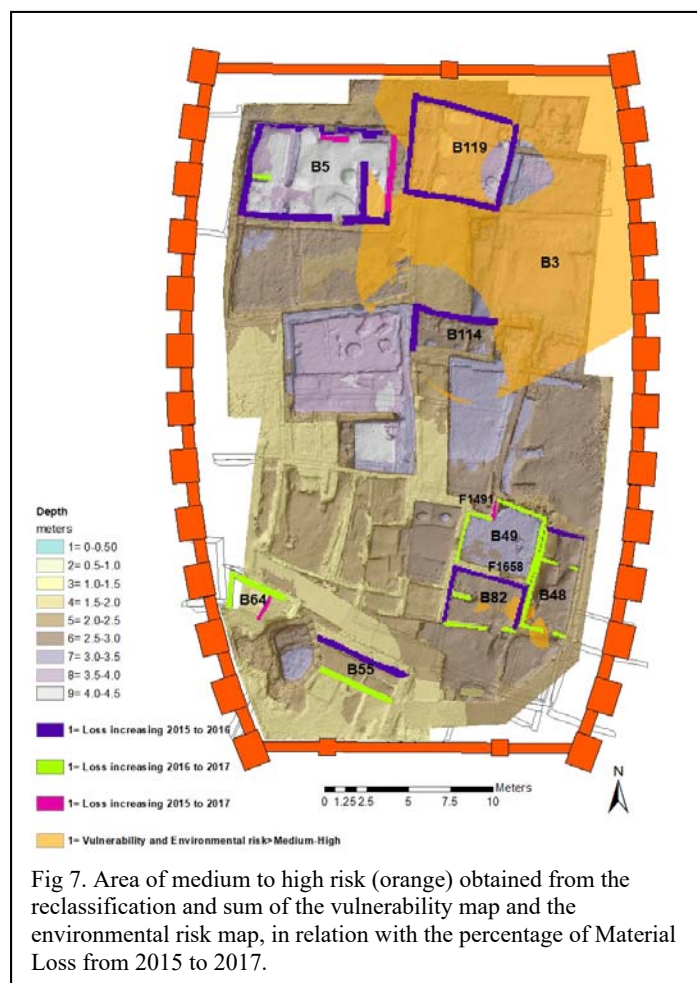 B119
B5
B3
B114
F1491
B49
F1658
B48
B82
B64
B55
Depth
meters
1= 0-0.50
2= 0.5-1.0
3= 1.0-1.5
4= 1.5-2.0
5= 2.0-2.5
6= 2.5-3.0
7= 3.0-3.5
8= 3.5-4.0
9= 4.0-4.5
1= Loss increasing 2015 to 2016
1= Loss increasing 2016 to 2017
1= Loss increasing 2015 to 2017
1= Vulnerability and Environmental risk>Medium-High
Meters
0 1.25 2.5 5 7.5 10
N
Fig 7. Area of medium to high risk (orange) obtained from the
reclassification and sum of the vulnerability map and the
environmental risk map, in relation with the percentage of Material
Loss from 2015 to 2017.